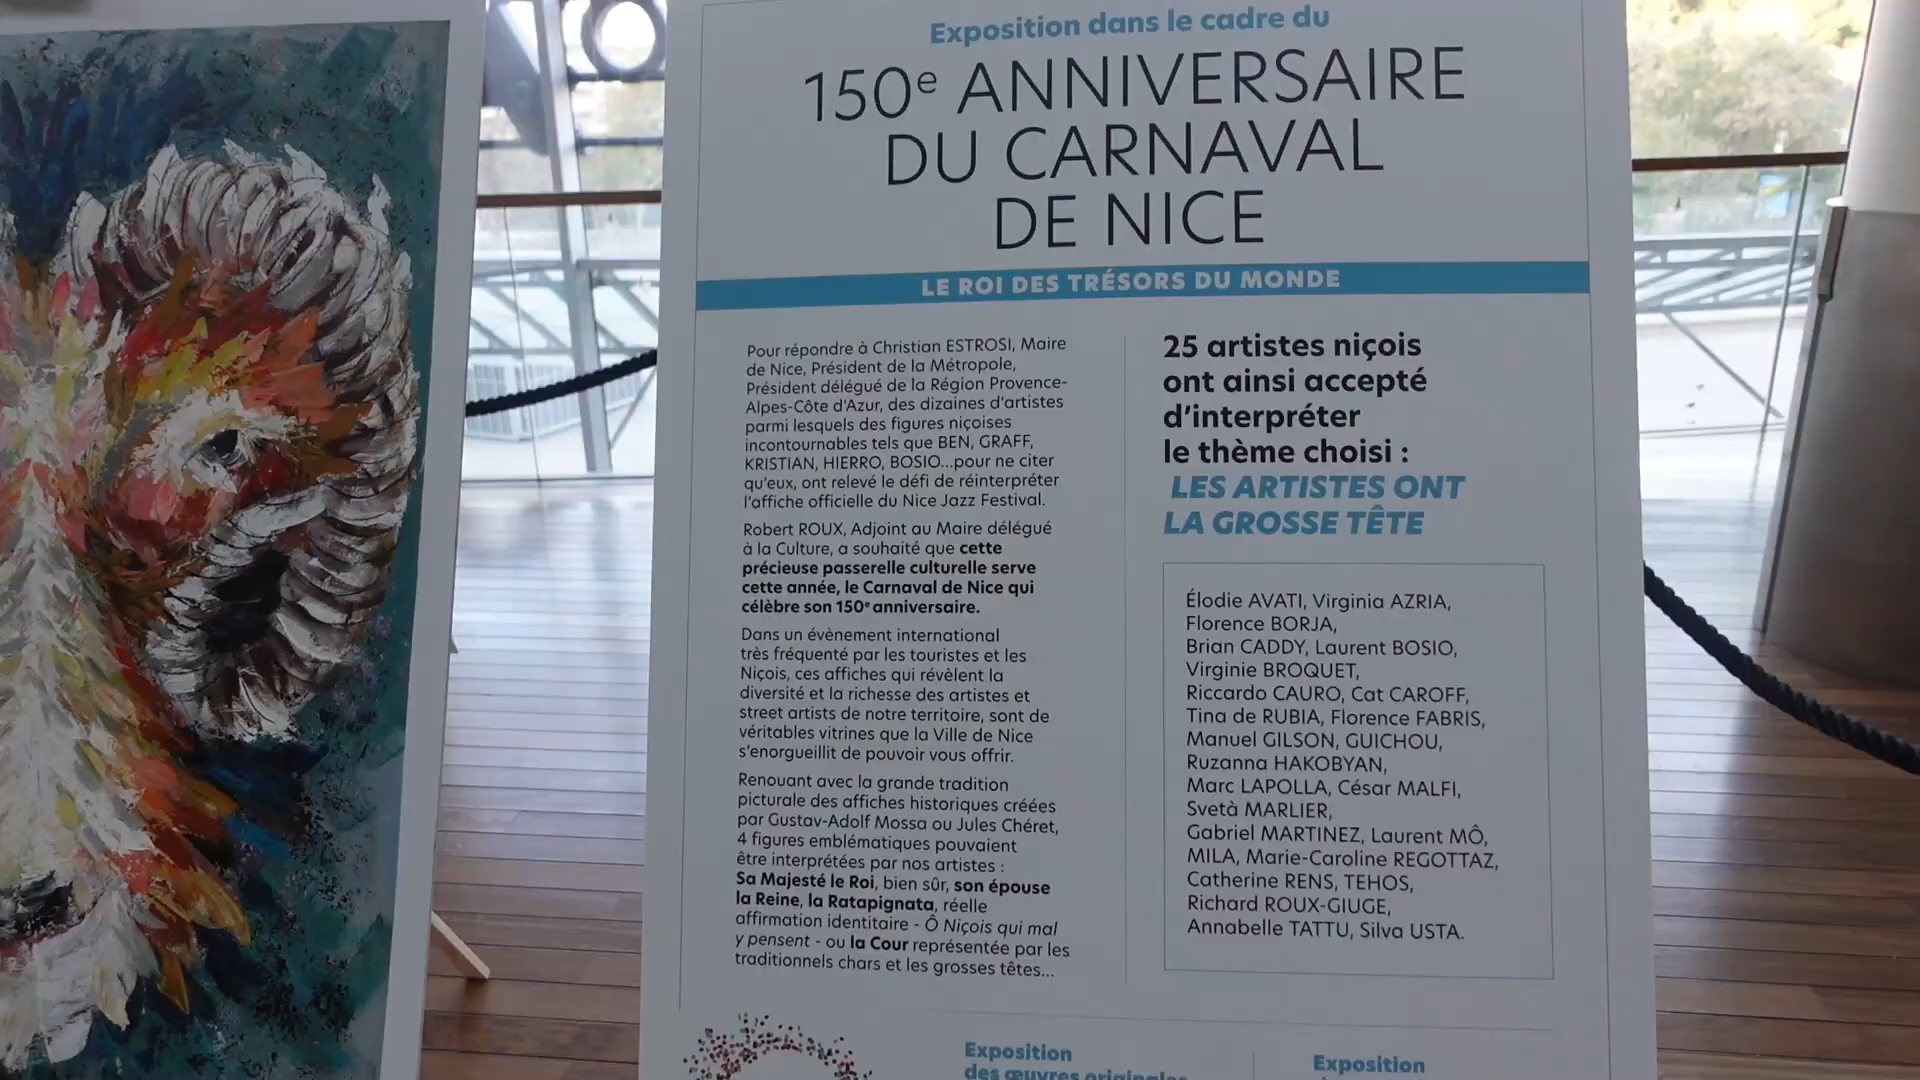 Exposition dans le cadre du
150e ANNIVERSAIRE
DU CARNAVAL
DE NICE
LE ROI DES TRÉSORS DU MONDE
Pour répondre à Christian ESTROSI, Maire
de Nice, Président de la Métropole,
Président délégué de la Région Provence-
Alpes-Côte d'Azur, des dizaines d'artistes
parmi lesquels des figures niçoises
incontournables tels que BEN, GRAFF,
KRISTIAN, HIERRO, BOSIO...pour ne citer
qu'eux, ont relevé le défi de réinterpréter
l'affiche officielle du Nice Jazz Festival.
Robert ROUX, Adjoint au Maire délégué
à la Culture, a souhaité que cette
précieuse passerelle culturelle serve
cette année, le Carnaval de Nice qui
célèbre son 150e anniversaire.
Dans un évènement international
très fréquenté par les touristes et les
Niçois, ces affiches qui révèlent la
diversité et la richesse des artistes et
street artists de notre territoire, sont de
véritables vitrines que la Ville de Nice
s'enorgueillit de pouvoir vous offrir.
Renouant avec la grande tradition
picturale des affiches historiques créées
par Gustav-Adolf Mossa ou Jules Chéret,
4 figures emblématiques pouvaient
être interprétées par nos artistes :
Sa Majesté le Roi, bien sûr, son épouse
la Reine, la Ratapignata, réelle
affirmation identitaire - Ô Niçois qui mal
y pensent - ou la Cour représentée par les
traditionnels chars et les grosses têtes...
25 artistes niçois
ont ainsi accepté
d'interpréter
le thème choisi :
LES ARTISTES ONT
LA GROSSE TÊTE
Élodie AVATI, Virginia AZRIA,
Florence BORJA,
Brian CADDY, Laurent BOSIO,
Virginie BROQUET,
Riccardo CAURO, Cat CAROFF,
Tina de RUBIA, Florence FABRIS,
Manuel GILSON, GUICHOU,
Ruzanna HAKOBYAN,
Marc LAPOLLA, César MALFI,
Svetà MARLIER,
Gabriel MARTINEZ, Laurent MÔ,
MILA, Marie-Caroline REGOTTAZ,
Catherine RENS, TEHOS,
Richard ROUX-GIUGE,
Annabelle TATTU, Silva USTA.
Exposition
des œuvres originales
Exposition